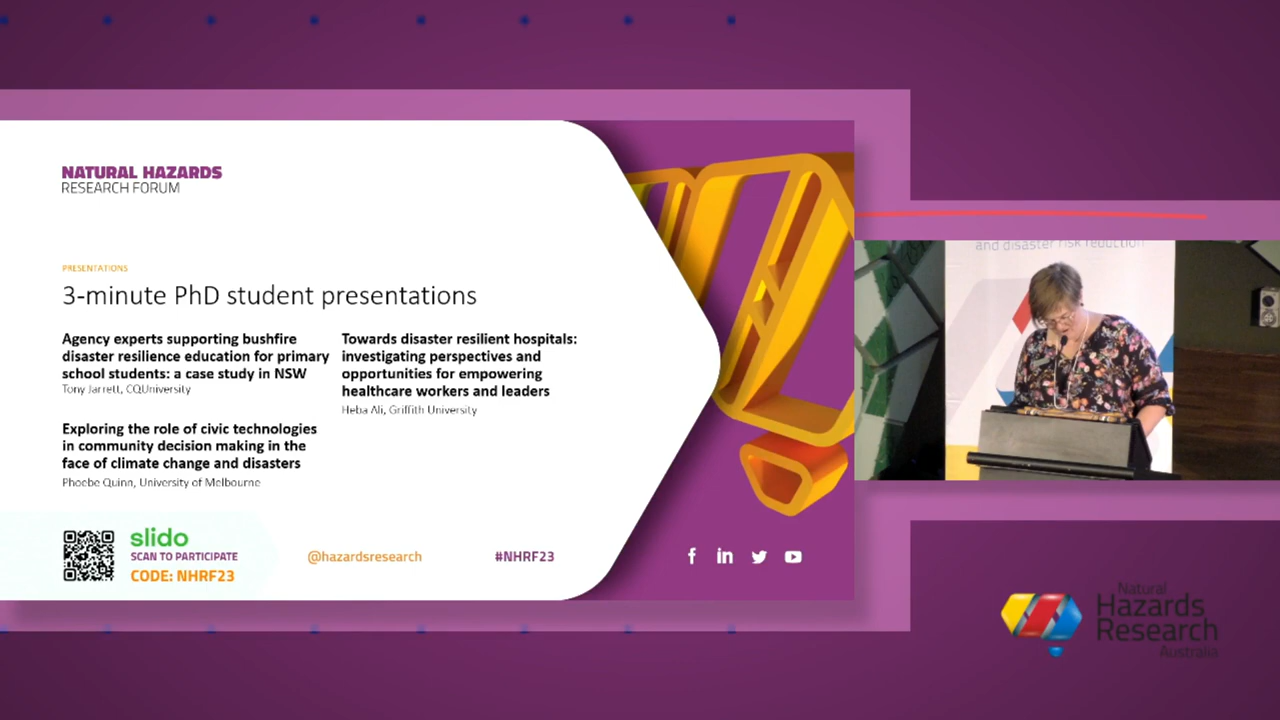 NATURAL HAZARDS
RESEARCH FORUM
PRESENTATIONS
3-minute PhD student presentations
Agency experts supporting bushfire
disaster resilience education for primary
school students: a case study in NSW
Tony Jarrett, CQUniversity
Exploring the role of civic technologies
in community decision making in the
face of climate change and disasters
Phoebe Quinn, University of Melbourne
Towards disaster resilient hospitals:
investigating perspectives and
opportunities for empowering
healthcare workers and leaders
Heba Ali, Griffith University
slido
SCAN TO PARTICIPATE
CODE: NHRF23
@hazardsresearch
#NHRF23
and disaster risk reduction
Natural
Hazards
Research
Australia